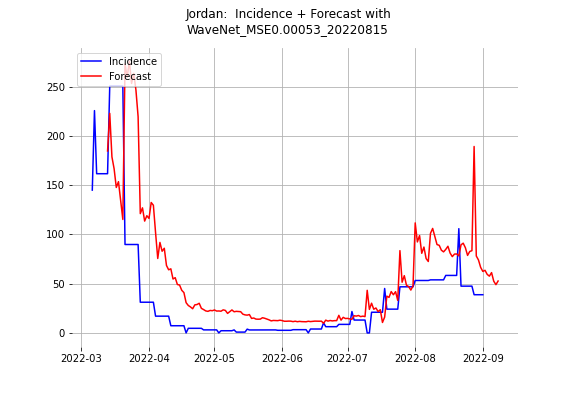 Jordan:  Incidence + Forecast with
WaveNet_MSE0.00053_20220815
Incidence
Forecast
250
200
150
100
50
0
2022-03 2022-04 2022-05 2022-06 2022-07 2022-08 2022-09